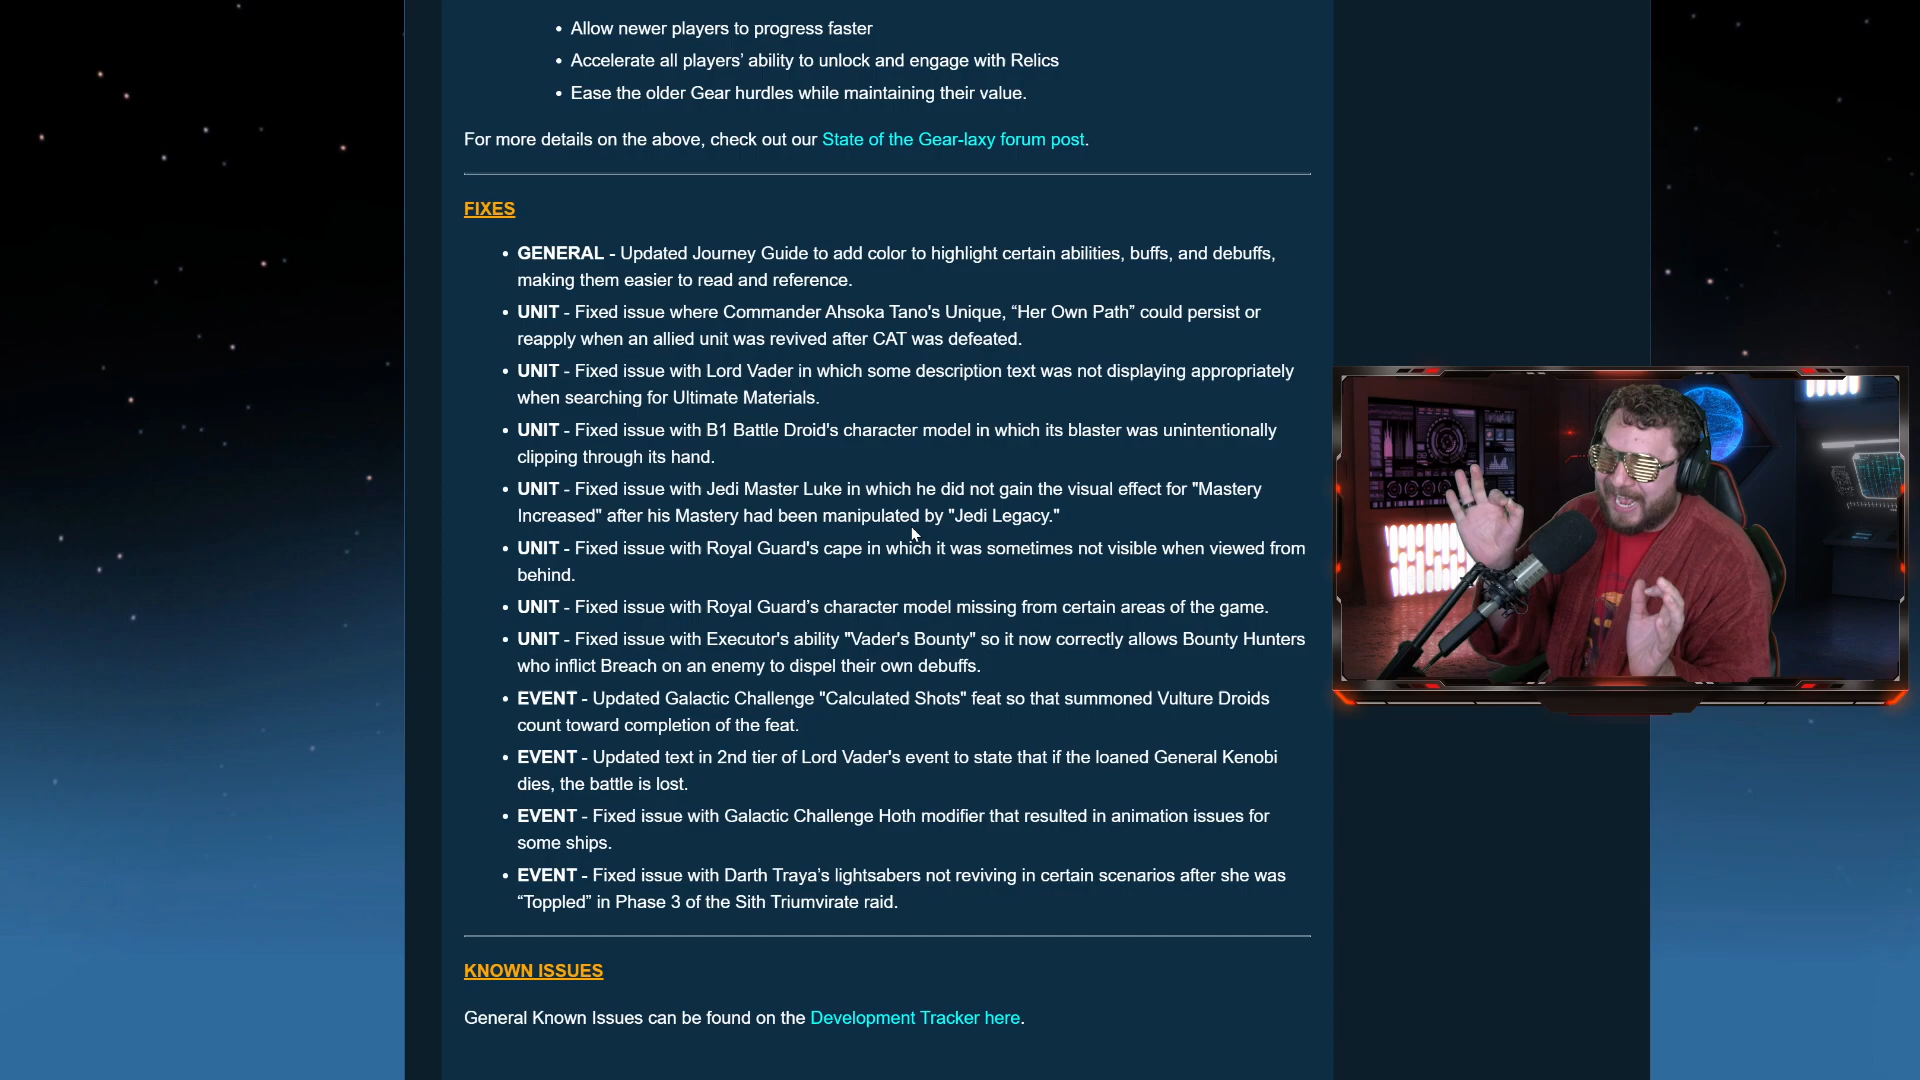 • Allow newer players to progress faster
• Accelerate all players’ ability to unlock and engage with Relics
• Ease the older Gear hurdles while maintaining their value.
For more details on the above, check out our State of the Gear-laxy forum post.
FIXES
• GENERAL - Updated Journey Guide to add color to highlight certain abilities, buffs, and debuffs,
making them easier to read and reference.
• UNIT - Fixed issue where Commander Ahsoka Tano's Unique, “Her Own Path” could persist or
reapply when an allied unit was revived after CAT was defeated.
• UNIT - Fixed issue with Lord Vader in which some description text was not displaying appropriately
when searching for Ultimate Materials.
• UNIT - Fixed issue with B1 Battle Droid's character model in which its blaster was unintentionally
clipping through its hand.
• UNIT - Fixed issue with Jedi Master Luke in which he did not gain the visual effect for "Mastery
Increased" after his Mastery had been manipulated by "Jedi Legacy."
• UNIT - Fixed issue with Royal Guard's cape in which it was sometimes not visible when viewed from
behind.
• UNIT - Fixed issue with Royal Guard’s character model missing from certain areas of the game.
• UNIT - Fixed issue with Executor's ability "Vader's Bounty" so it now correctly allows Bounty Hunters
who inflict Breach on an enemy to dispel their own debuffs.
• EVENT - Updated Galactic Challenge "Calculated Shots" feat so that summoned Vulture Droids
count toward completion of the feat.
• EVENT - Updated text in 2nd tier of Lord Vader's event to state that if the loaned General Kenobi
dies, the battle is lost.
• EVENT - Fixed issue with Galactic Challenge Hoth modifier that resulted in animation issues for
some ships.
• EVENT - Fixed issue with Darth Traya’s lightsabers not reviving in certain scenarios after she was
“Toppled” in Phase 3 of the Sith Triumvirate raid.
KNOWN ISSUES
General Known Issues can be found on the Development Tracker here.